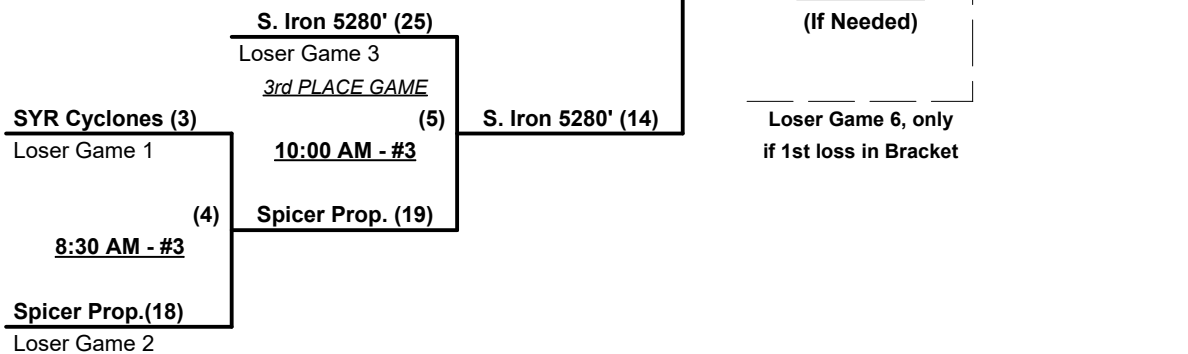 S. Iron 5280' (25)
(If Needed)
Loser Game 3
3rd PLACE GAME
SYR Cyclones (3)
(5)
S. Iron 5280' (14)
Loser Game 6, only
Loser Game 1
10:00 AM - #3
if 1st loss in Bracket
(4)
Spicer Prop. (19)
8:30 AM - #3
Spicer Prop.(18)
Loser Game 2